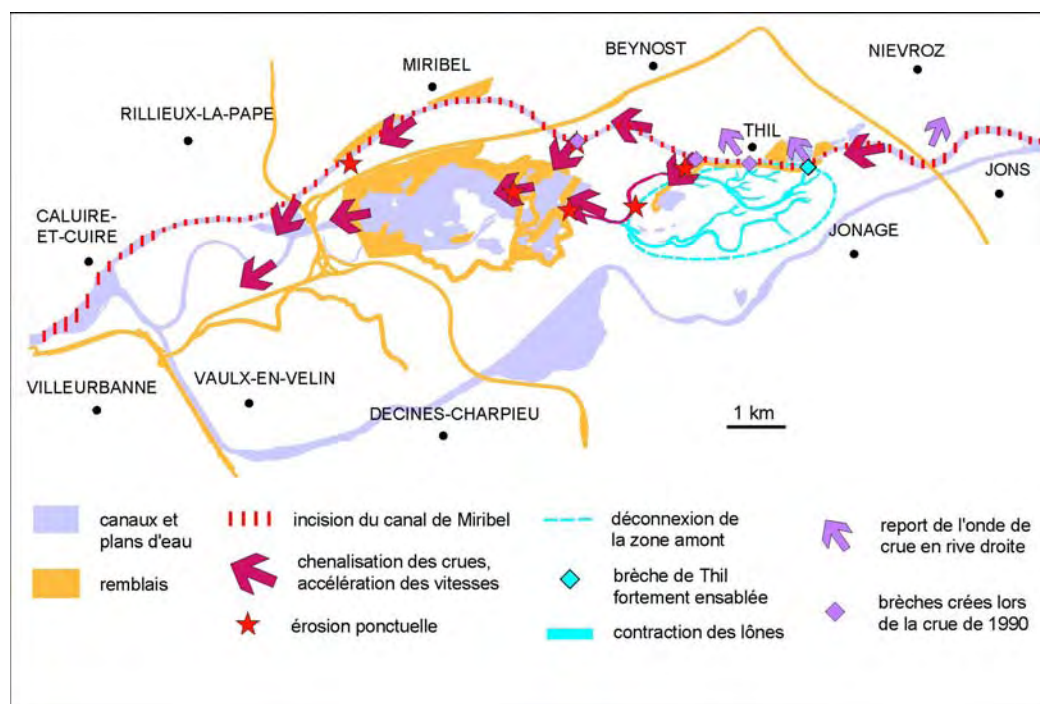 BEYNOST
NIEVROZ
MIRIBEL
RILLIEUX-LA-PAPE
THIL
JONS
CALUIRE-
ET-CUIRE
JONAGE
VILLEURBANNE
VAULX-EN-VELIN
DECINES-CHARPIEU
1 km
canaux et
plans d'eau
remblais
incision du canal de Miribel
chenalisation des crues,
accélération des vitesses
érosion ponctuelle
déconnexion de
la zone amont
brèche de Thil
fortement ensablée
contraction des lônes
report de l'onde de
crue en rive droite
brèches crées lors
de la crue de 1990